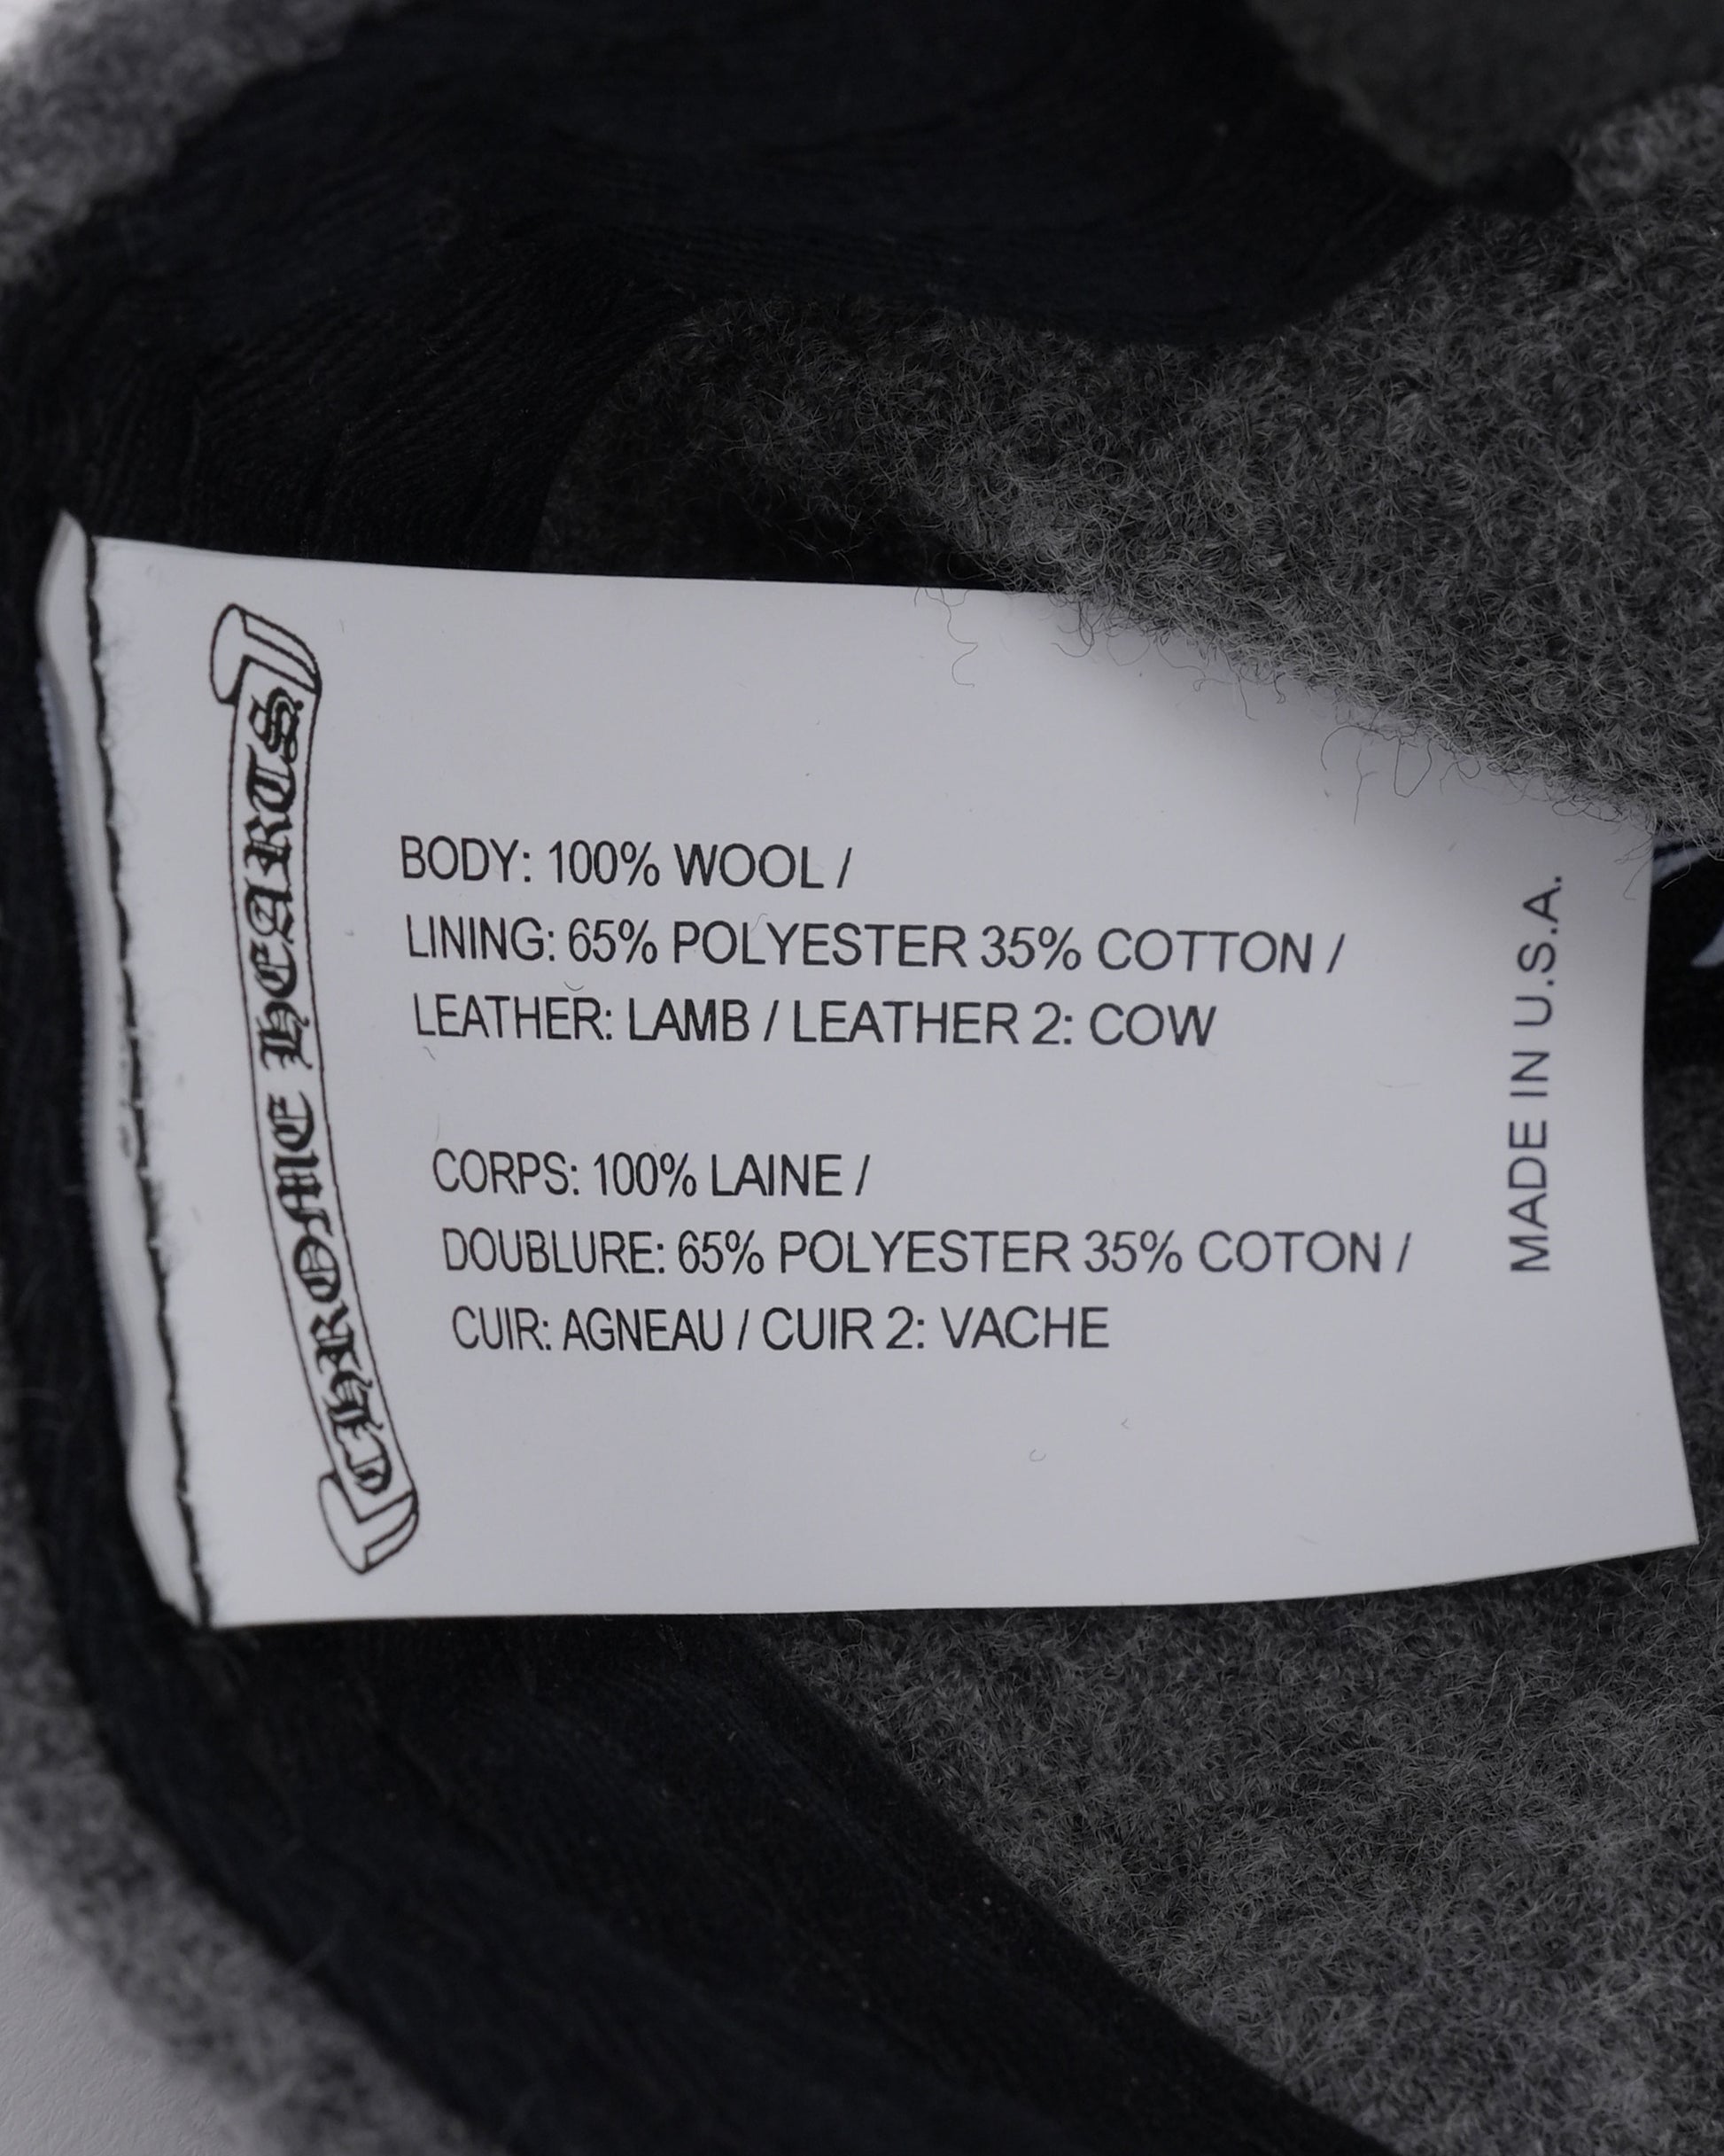 CHROME HEARTS
BODY: 100% WOOL /
LINING: 65% POLYESTER 35% COTTON /
LEATHER: LAMB / LEATHER 2: COW
CORPS: 100% LAINE /
DOUBLURE: 65% POLYESTER 35% COTON /
CUIR: AGNEAU / CUIR 2: VACHE
MADE IN U.S.A.